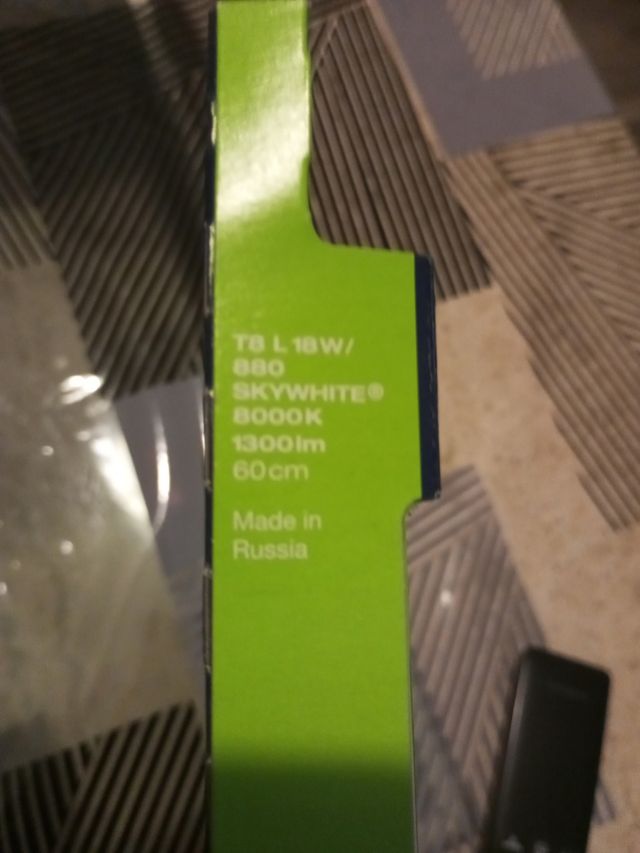 T8 L 18W/
880
SKYWHITE®
8000K
1300lm
60cm
Made in
Russia